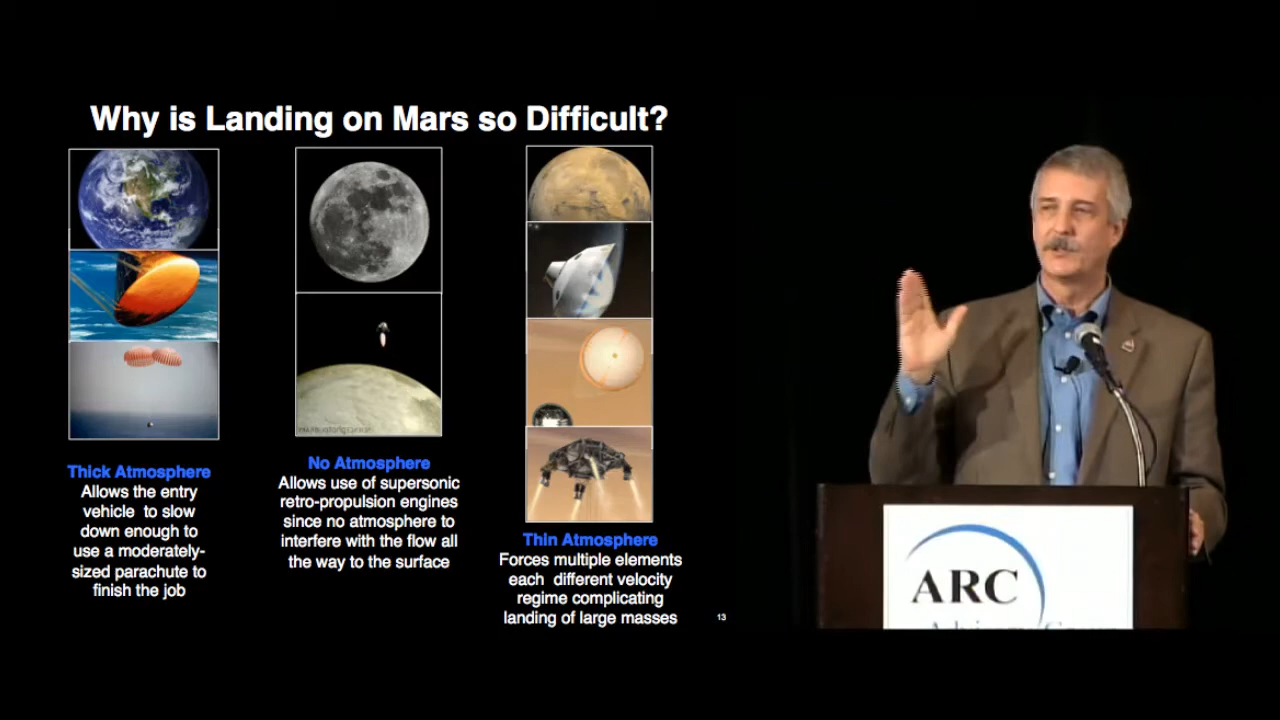 Why is Landing on Mars so Difficult?
Thick Atmosphere
Allows the entry
vehicle to slow
down enough to
use a moderately-
sized parachute to
finish the job
No Atmosphere
Allows use of supersonic
retro-propulsion engines
since no atmosphere to
interfere with the flow all
the way to the surface
Thin Atmosphere
Forces multiple elements
each different velocity
regime complicating
landing of large masses
13
ARC